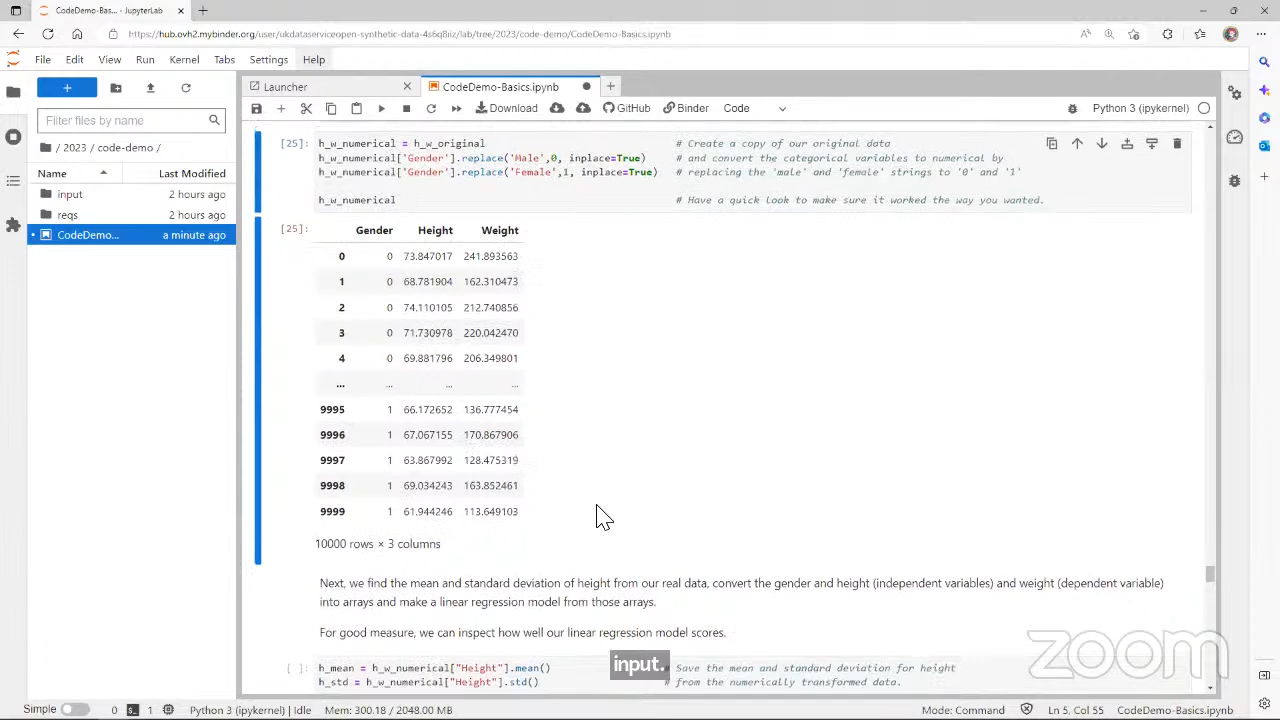 CodeDemo-Bas... - JupyterLab
https://hub.ovh2.mybinder.org/user/ukdataserviceopen-synthetic-data-4s6q8iiz/lab/tree/2023/code-demo/CodeDemo-Basics.ipynb
File Edit View Run Kernel Tabs Settings Help
Launcher
CodeDemo-Basics.ipynb
Download GitHub Binder Code Python 3 (ipykernel)
Filter files by name
/ 2023 / code-demo /
Name Last Modified
input 2 hours ago
reqs 2 hours ago
CodeDemo... a minute ago
[25]: h_w_numerical = h_w_original # Create a copy of our original data
h_w_numerical['Gender'].replace('Male',0, inplace=True) # and convert the categorical variables to numerical by
h_w_numerical['Gender'].replace('Female',1, inplace=True) # replacing the 'male' and 'female' strings to '0' and '1'
h_w_numerical # Have a quick look to make sure it worked the way you wanted.
[25]: Gender Height Weight
0 0 73.847017 241.893563
1 0 68.781904 162.310473
2 0 74.110105 212.740856
3 0 71.730978 220.042470
4 0 69.881796 206.349801
... ... ... ...
9995 1 66.172652 136.777454
9996 1 67.067155 170.867906
9997 1 63.867992 128.475319
9998 1 69.034243 163.852461
9999 1 61.944246 113.649103
10000 rows × 3 columns
Next, we find the mean and standard deviation of height from our real data, convert the gender and height (independent variables) and weight (dependent variable)
into arrays and make a linear regression model from those arrays.
For good measure, we can inspect how well our linear regression model scores.
[ ]: h_mean = h_w_numerical["Height"].mean() # Save the mean and standard deviation for height
h_std = h_w_numerical["Height"].std() # from the numerically transformed data.
input.
zoom
Simple 0 1 Python 3 (ipykernel) | Idle Mem: 300.18 / 2048.00 MB Mode: Command Ln 5, Col 55 CodeDemo-Basics.ipynb